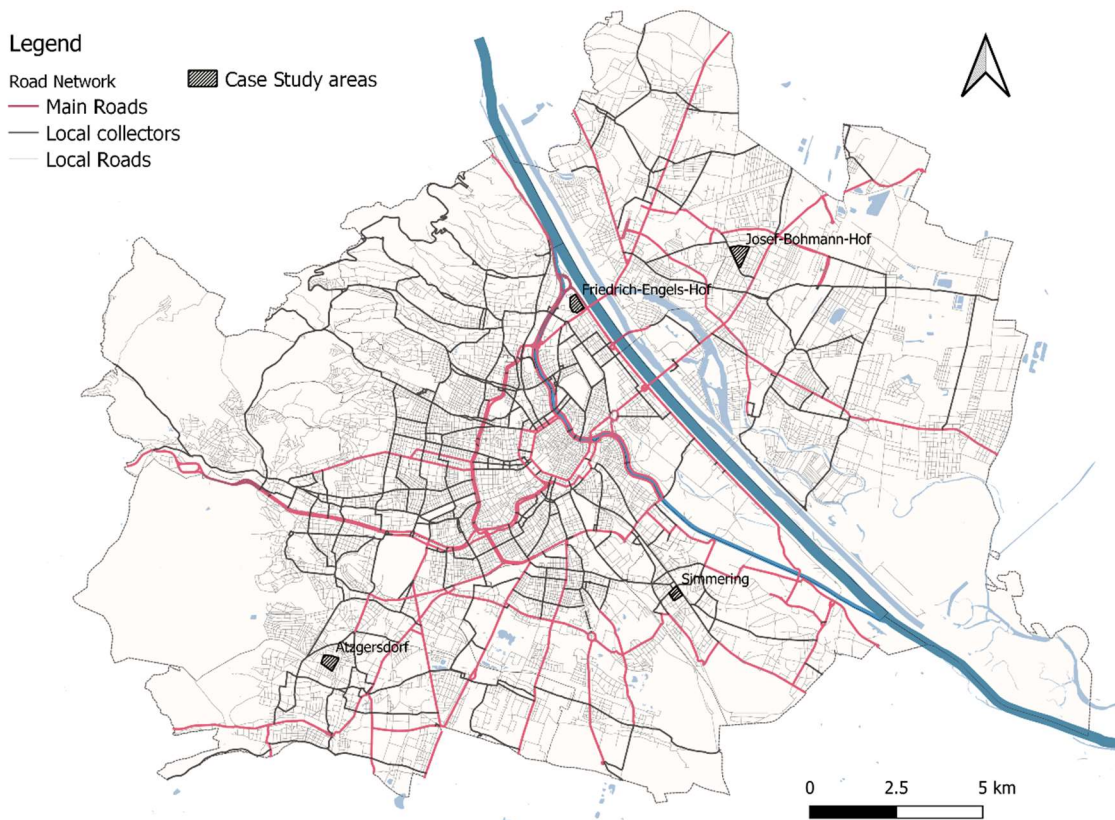 Legend
Road Network
Main Roads
Local collectors
Local Roads
Case Study areas
Josef-Bohmann-Hof
Friedrich-Engels-Hof
Simmering
Atzgersdorf
0 2.5 5 km